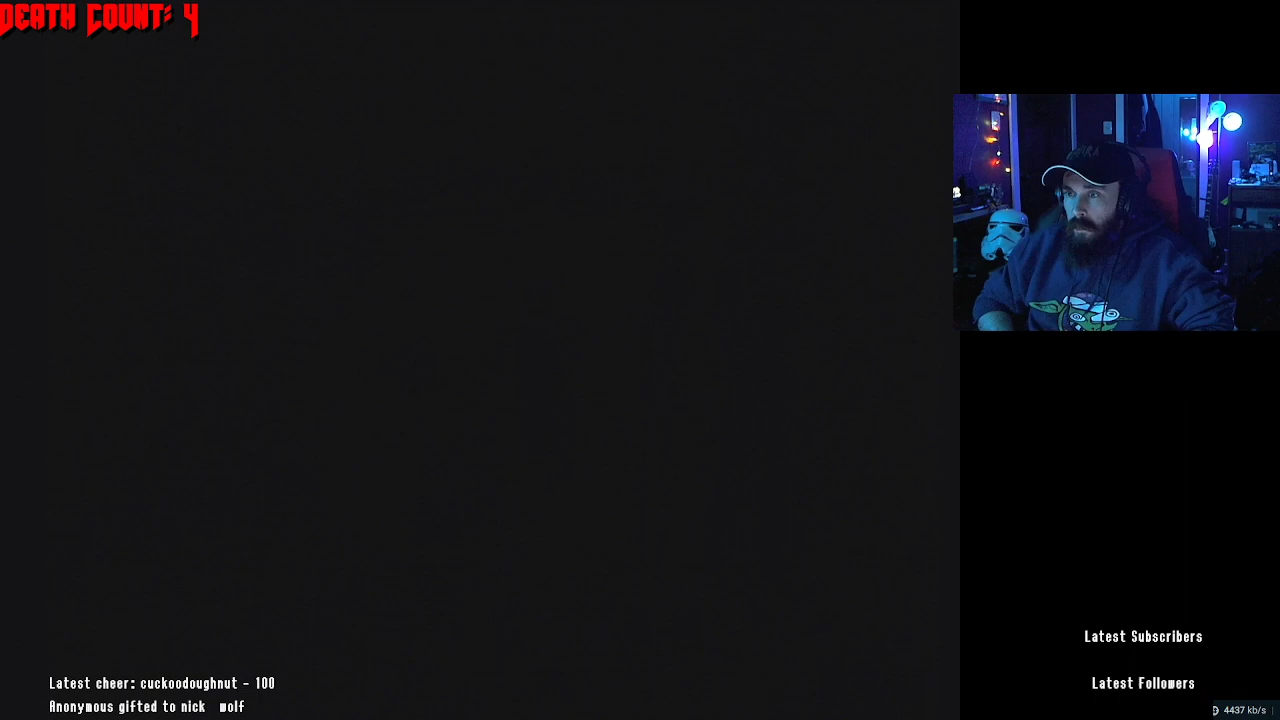 Death Count: 4
Latest Subscribers
Latest cheer: cuckoodoughnut - 100
Latest Followers
Anonymous gifted to nick wolf
4437 kb/s